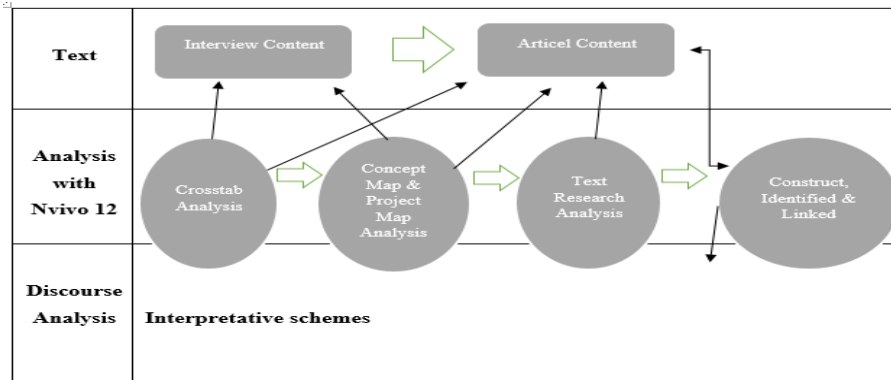 Text
Interview Content
Articel Content
Analysis
with
Nvivo 12
Crosstab
Analysis
Concept
Map &
Project
Map
Analysis
Text
Research
Analysis
Construct,
Identified &
Linked
Discourse
Analysis
Interpretative schemes